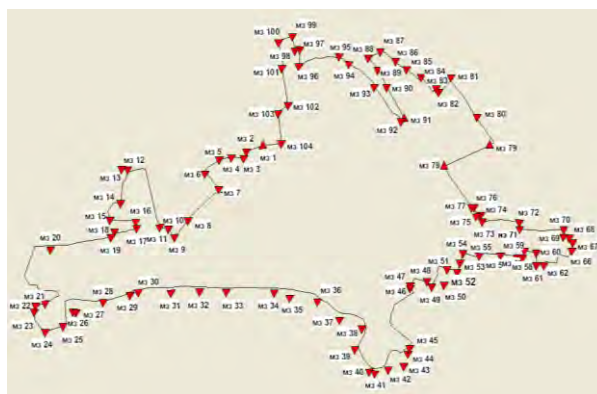 МЗ 99
МЗ 100
МЗ 97
МЗ 98
МЗ 96
МЗ 101
МЗ 102
МЗ 103
МЗ 104
МЗ 95
МЗ 94
МЗ 93
МЗ 92
МЗ 87
МЗ 88
МЗ 86
МЗ 85
МЗ 89
МЗ 84
МЗ 83
МЗ 81
МЗ 90
МЗ 82
МЗ 91
МЗ 80
МЗ 79
МЗ 78
МЗ 2
МЗ 1
МЗ 5
МЗ 4
МЗ 3
МЗ 6
МЗ 7
МЗ 12
МЗ 13
МЗ 14
МЗ 15
МЗ 16
МЗ 17
МЗ 18
МЗ 19
МЗ 20
МЗ 8
МЗ 10
МЗ 11
МЗ 9
МЗ 76
МЗ 77
МЗ 74
МЗ 75
МЗ 73
МЗ 72
МЗ 71
МЗ 70
МЗ 68
МЗ 69
МЗ 67
МЗ 66
МЗ 62
МЗ 61
МЗ 60
МЗ 59
МЗ 58
МЗ 55
МЗ 54
МЗ 53
МЗ 52
МЗ 51
МЗ 50
МЗ 49
МЗ 48
МЗ 47
МЗ 46
МЗ 45
МЗ 44
МЗ 43
МЗ 42
МЗ 41
МЗ 40
МЗ 39
МЗ 38
МЗ 37
МЗ 36
МЗ 35
МЗ 34
МЗ 33
МЗ 32
МЗ 31
МЗ 30
МЗ 29
МЗ 28
МЗ 27
МЗ 26
МЗ 25
МЗ 24
МЗ 23
МЗ 22
МЗ 21